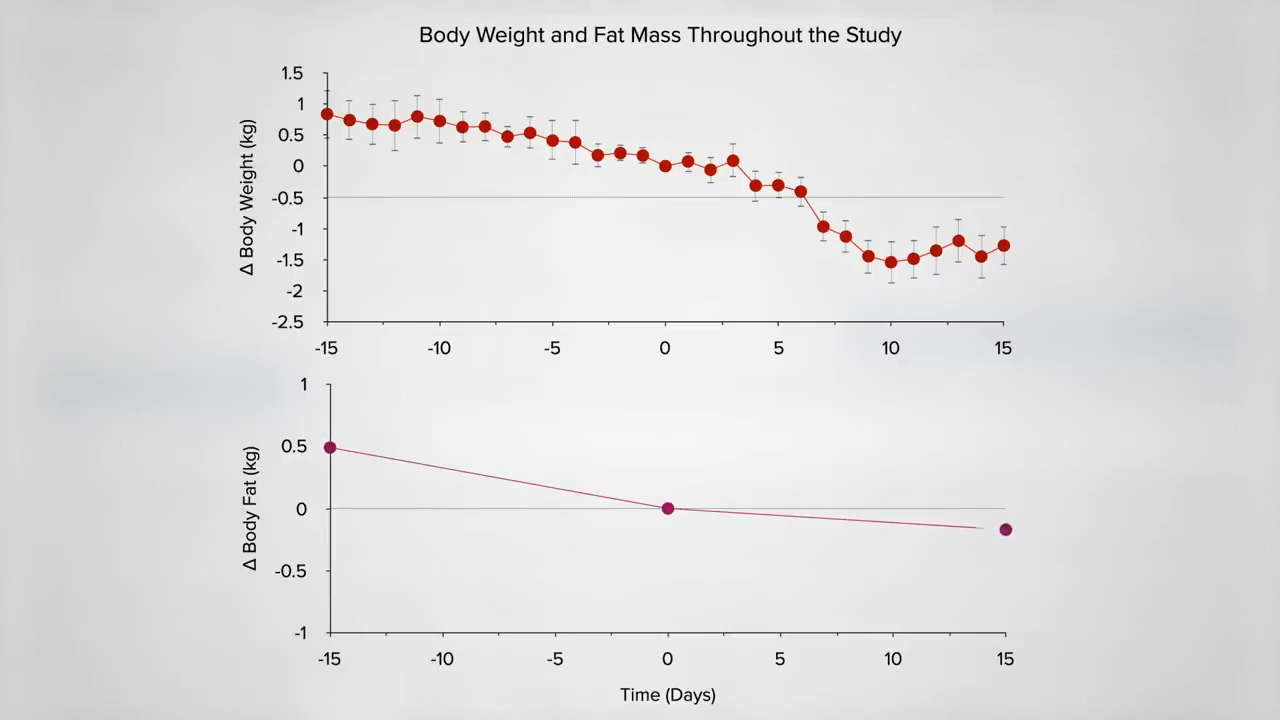 Body Weight and Fat Mass Throughout the Study
Δ Body Weight (kg)
1.5
1
0.5
0
-0.5
-1
-1.5
-2
-2.5
-15 -10 -5 0 5 10 15
Δ Body Fat (kg)
1
0.5
0
-0.5
-1
-15 -10 -5 0 5 10 15
Time (Days)